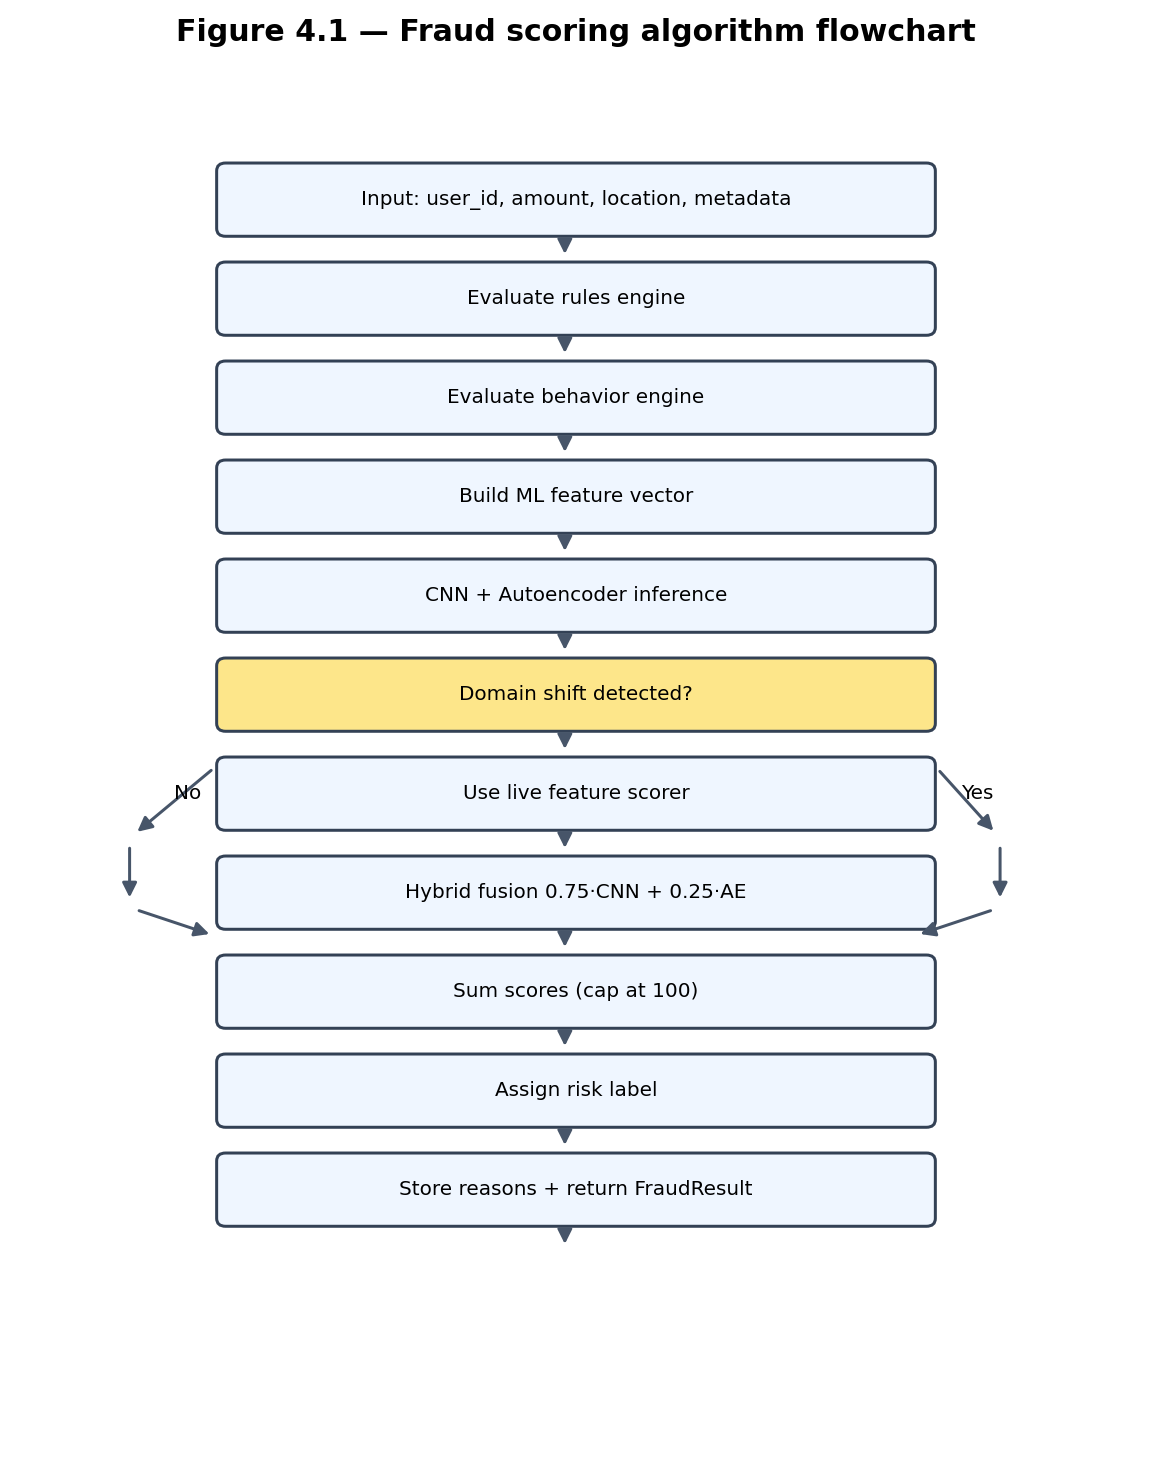 Figure 4.1 — Fraud scoring algorithm flowchart
Input: user_id, amount, location, metadata
Evaluate rules engine
Evaluate behavior engine
Build ML feature vector
CNN + Autoencoder inference
Domain shift detected?
No
Use live feature scorer
Yes
Hybrid fusion 0.75·CNN + 0.25·AE
Sum scores (cap at 100)
Assign risk label
Store reasons + return FraudResult